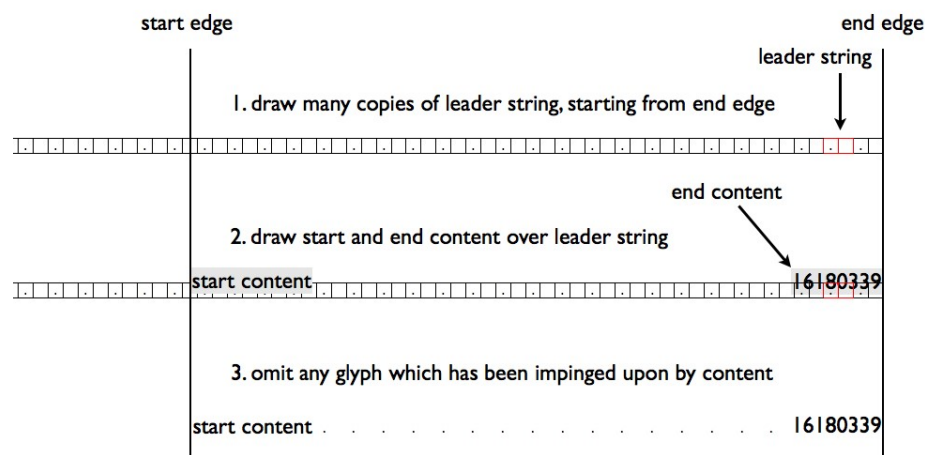 start edge
end edge
leader string
1. draw many copies of leader string, starting from end edge
. . . . . . . . . . . . . . . . . . . . . . . . . . . . .
end content
2. draw start and end content over leader string
start content 16180339
3. omit any glyph which has been impinged upon by content
start content . . . . . . . . . . . . . . . . 16180339